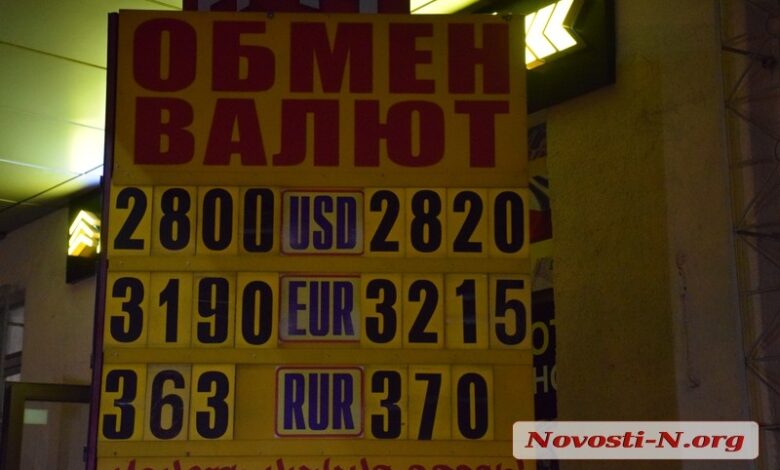 ОБМЕН
ВАЛЮТ
2800 USD 2820
3190 EUR 3215
363 RUR 370
Novosti-N.org